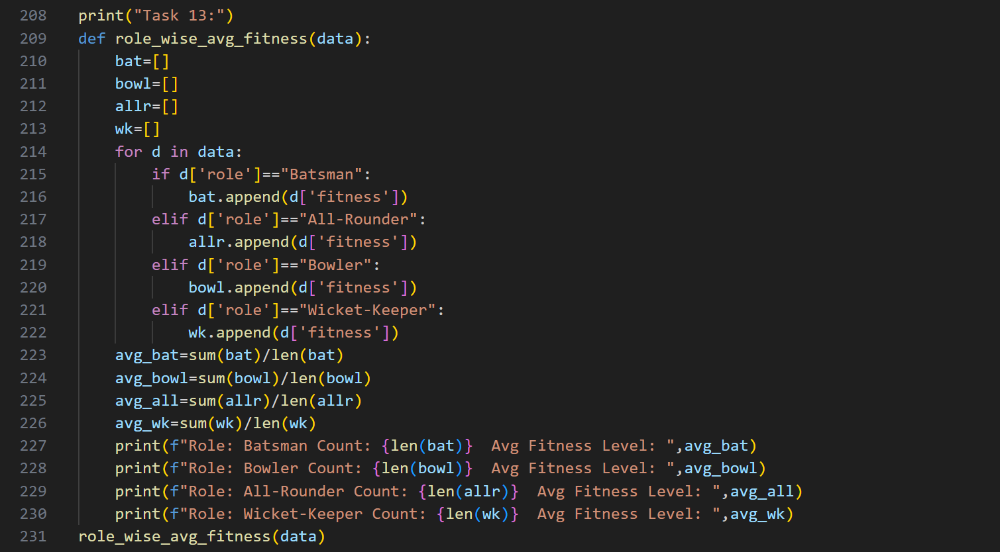 208 print("Task 13:")
209 def role_wise_avg_fitness(data):
210     bat=[]
211     bowl=[]
212     allr=[]
213     wk=[]
214     for d in data:
215         if d['role']=="Batsman":
216             bat.append(d['fitness'])
217         elif d['role']=="All-Rounder":
218             allr.append(d['fitness'])
219         elif d['role']=="Bowler":
220             bowl.append(d['fitness'])
221         elif d['role']=="Wicket-Keeper":
222             wk.append(d['fitness'])
223     avg_bat=sum(bat)/len(bat)
224     avg_bowl=sum(bowl)/len(bowl)
225     avg_all=sum(allr)/len(allr)
226     avg_wk=sum(wk)/len(wk)
227     print(f"Role: Batsman Count: {len(bat)}  Avg Fitness Level: ",avg_bat)
228     print(f"Role: Bowler Count: {len(bowl)}  Avg Fitness Level: ",avg_bowl)
229     print(f"Role: All-Rounder Count: {len(allr)}  Avg Fitness Level: ",avg_all)
230     print(f"Role: Wicket-Keeper Count: {len(wk)}  Avg Fitness Level: ",avg_wk)
231 role_wise_avg_fitness(data)